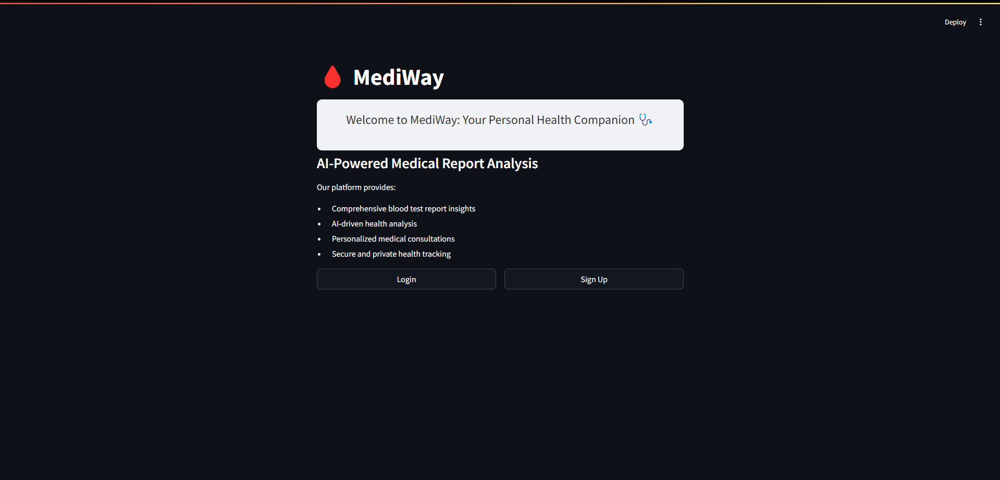 Deploy
MediWay
Welcome to MediWay: Your Personal Health Companion
AI-Powered Medical Report Analysis
Our platform provides:
• Comprehensive blood test report insights
• AI-driven health analysis
• Personalized medical consultations
• Secure and private health tracking
Login
Sign Up